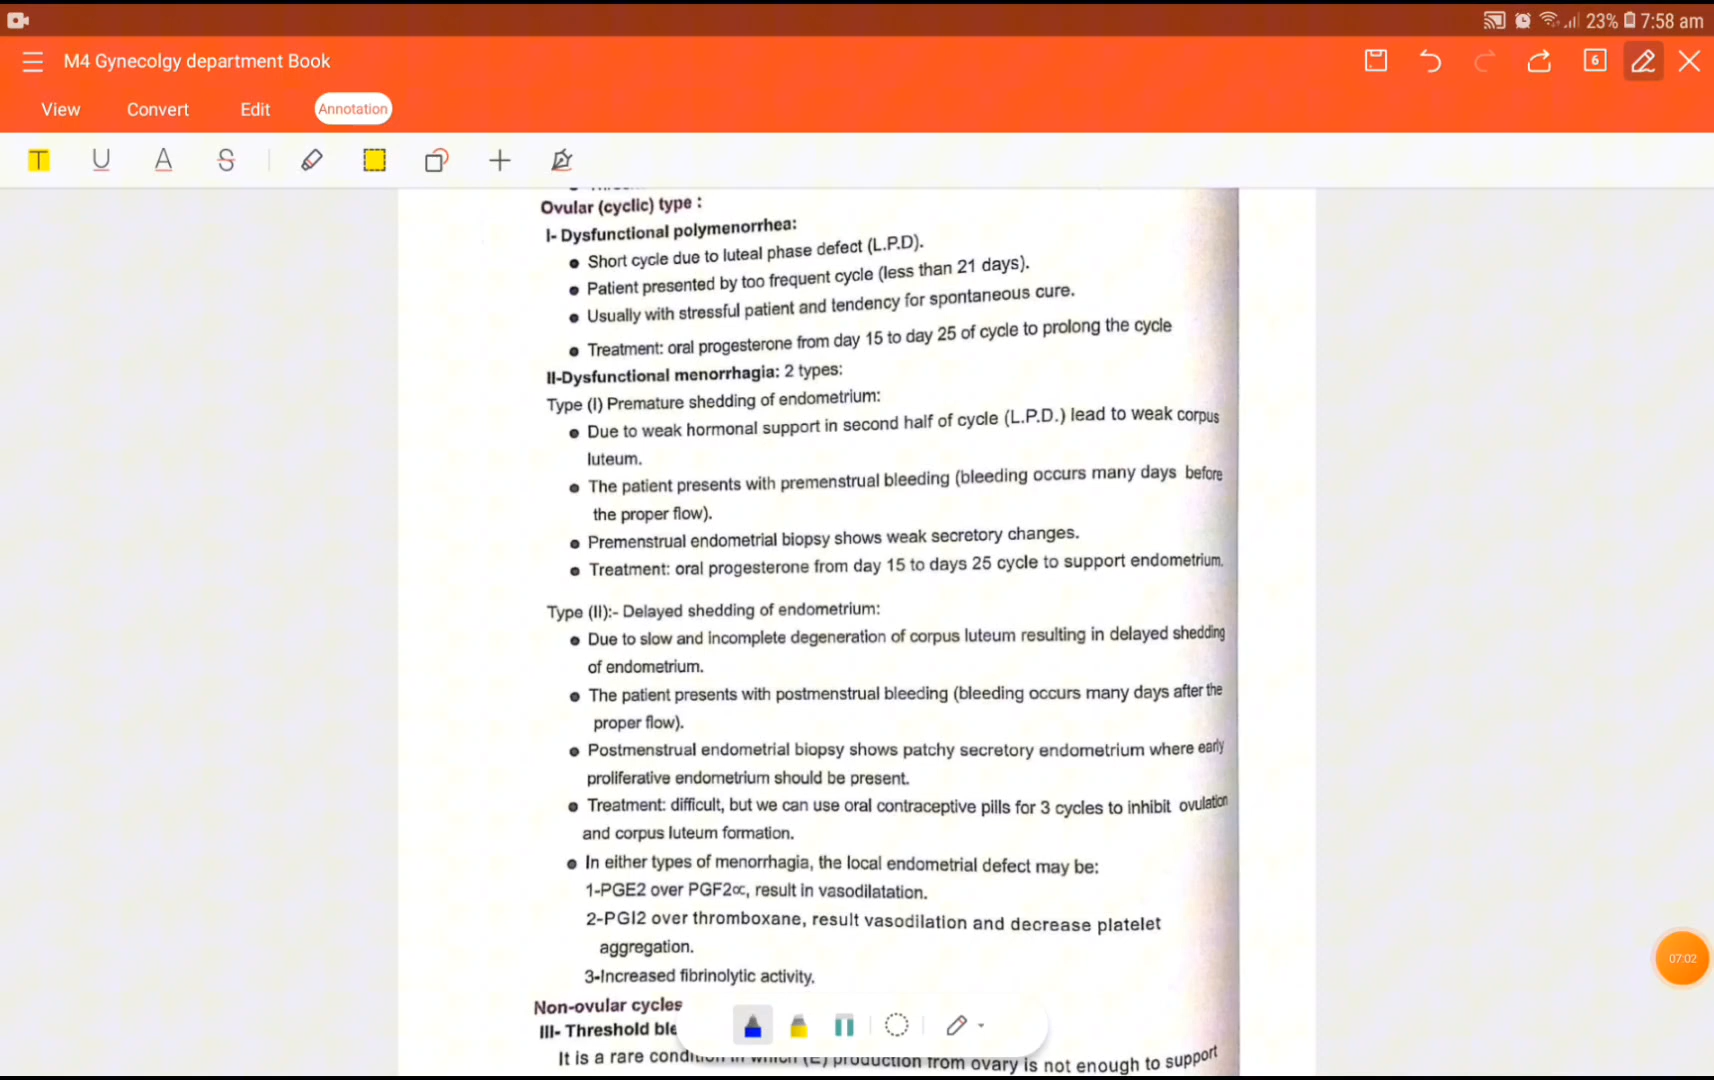 23% 7:58 am
M4 Gynecolgy department Book
6
View Convert Edit Annotation
T U A S
Ovular (cyclic) type :
I- Dysfunctional polymenorrhea:
● Short cycle due to luteal phase defect (L.P.D).
● Patient presented by too frequent cycle (less than 21 days).
● Usually with stressful patient and tendency for spontaneous cure.
● Treatment: oral progesterone from day 15 to day 25 of cycle to prolong the cycle
II-Dysfunctional menorrhagia: 2 types:
Type (I) Premature shedding of endometrium:
● Due to weak hormonal support in second half of cycle (L.P.D.) lead to weak corpus
luteum.
● The patient presents with premenstrual bleeding (bleeding occurs many days before
the proper flow).
● Premenstrual endometrial biopsy shows weak secretory changes.
● Treatment: oral progesterone from day 15 to days 25 cycle to support endometrium.
Type (II):- Delayed shedding of endometrium:
● Due to slow and incomplete degeneration of corpus luteum resulting in delayed shedding
of endometrium.
● The patient presents with postmenstrual bleeding (bleeding occurs many days after the
proper flow).
● Postmenstrual endometrial biopsy shows patchy secretory endometrium where early
proliferative endometrium should be present.
● Treatment: difficult, but we can use oral contraceptive pills for 3 cycles to inhibit ovulation
and corpus luteum formation.
● In either types of menorrhagia, the local endometrial defect may be:
1-PGE2 over PGF2∝, result in vasodilatation.
2-PGI2 over thromboxane, result vasodilation and decrease platelet
aggregation.
07:02
3-Increased fibrinolytic activity.
Non-ovular cycles
III- Threshold ble
It is a rare condition in which (E) production from ovary is not enough to support